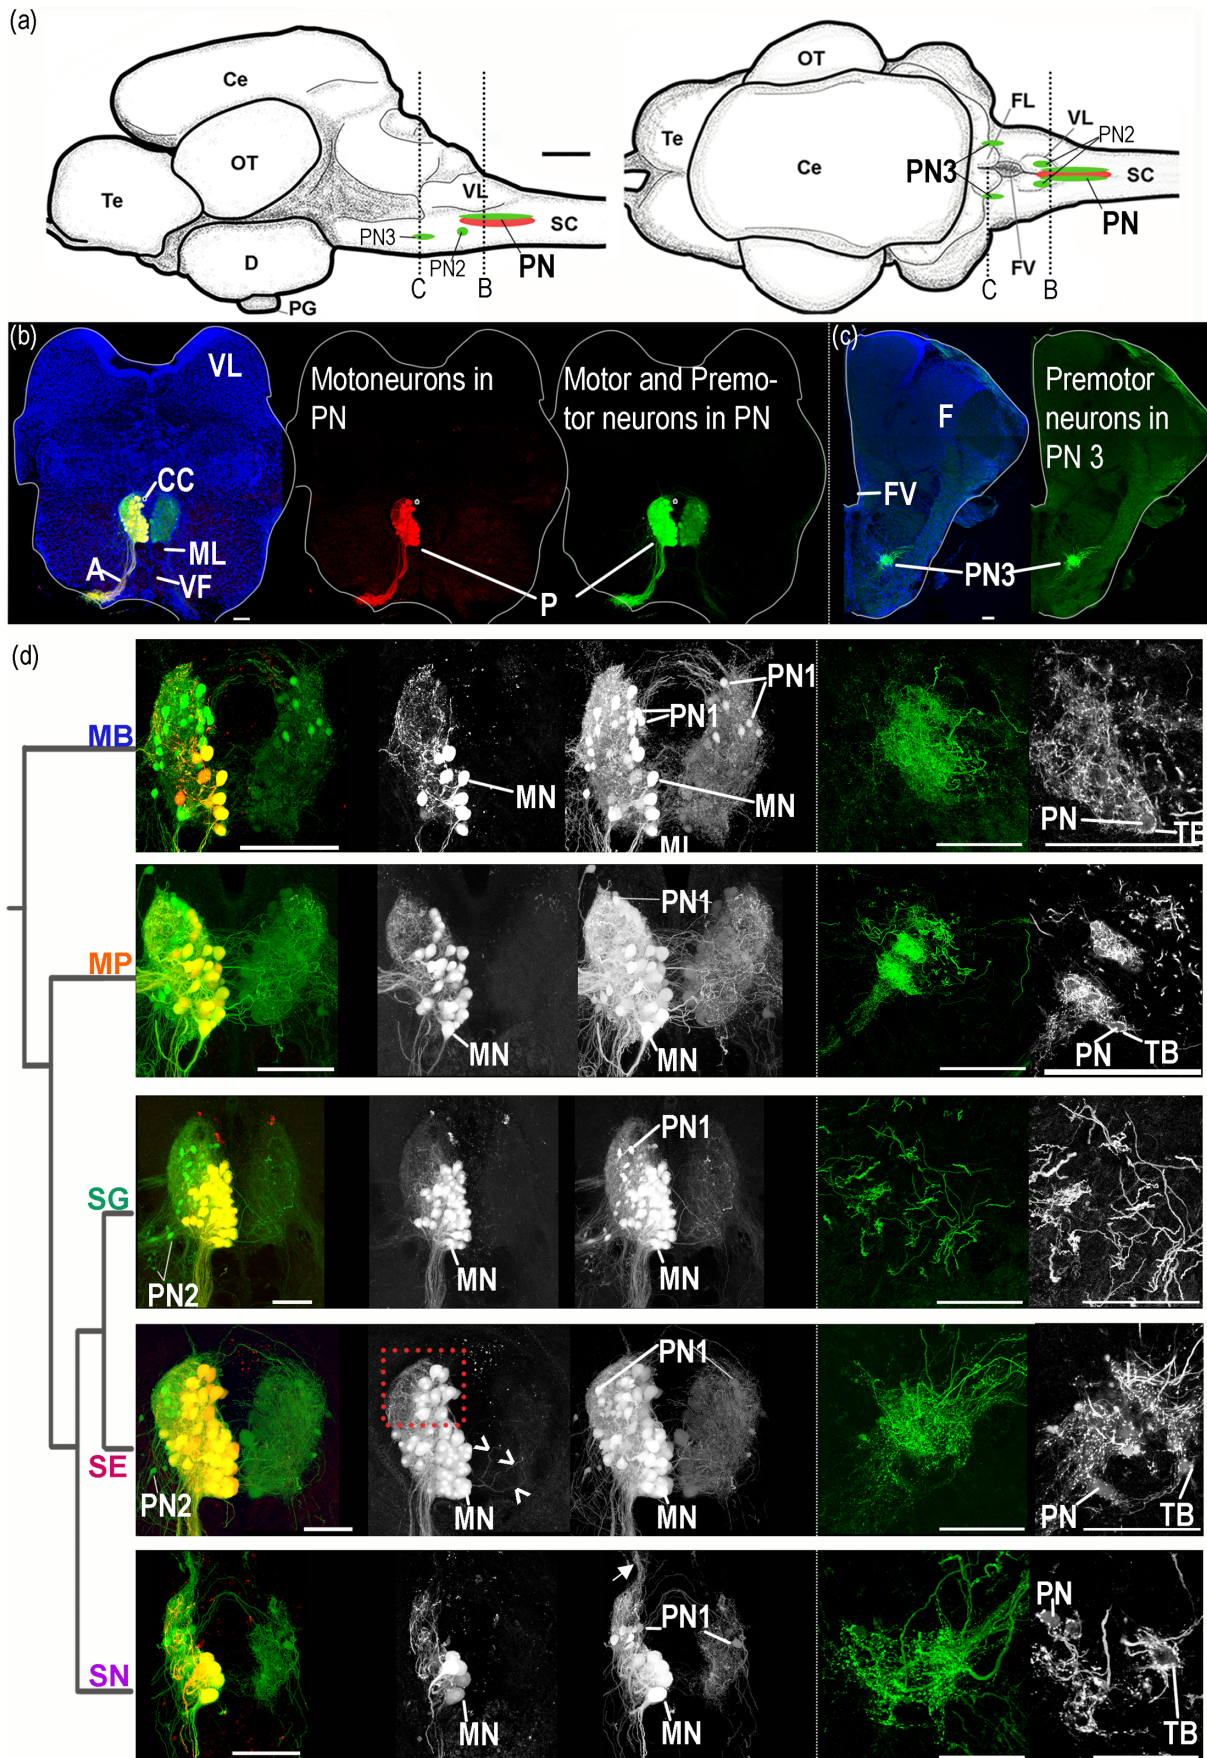 (a)
Ce
OT
Te
VL
SC
PN3
PN2
PN
D
PG
C
B
OT
FL
VL
PN2
Te
Ce
PN3
SC
PN
FV
C
B
(b)
VL
CC
ML
A
VF
Motoneurons in
PN
Motor and Premo-
tor neurons in PN
P
(c)
F
FV
PN3
Premotor
neurons in
PN 3
(d)
MB
PN1
PN1
MN
MN
ML
PN
TB
MP
PN1
MN
MN
PN
TB
SG
PN2
PN1
MN
MN
SE
PN2
PN1
MN
MN
PN
TB
SN
PN1
MN
MN
PN
TB